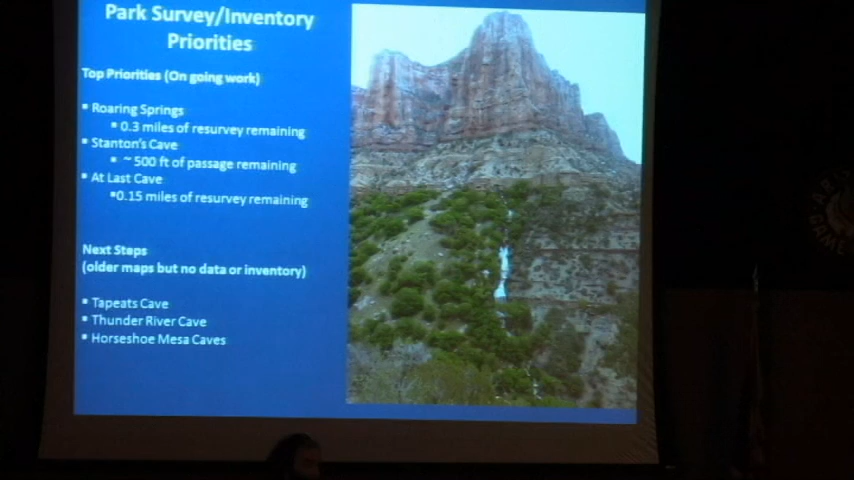 Park Survey/Inventory
Priorities
Top Priorities (On going work)
▪ Roaring Springs
▪ 0.3 miles of resurvey remaining
▪ Stanton's Cave
▪ ~ 500 ft of passage remaining
▪ At Last Cave
▪0.15 miles of resurvey remaining
Next Steps
(older maps but no data or inventory)
▪ Tapeats Cave
▪ Thunder River Cave
▪ Horseshoe Mesa Caves